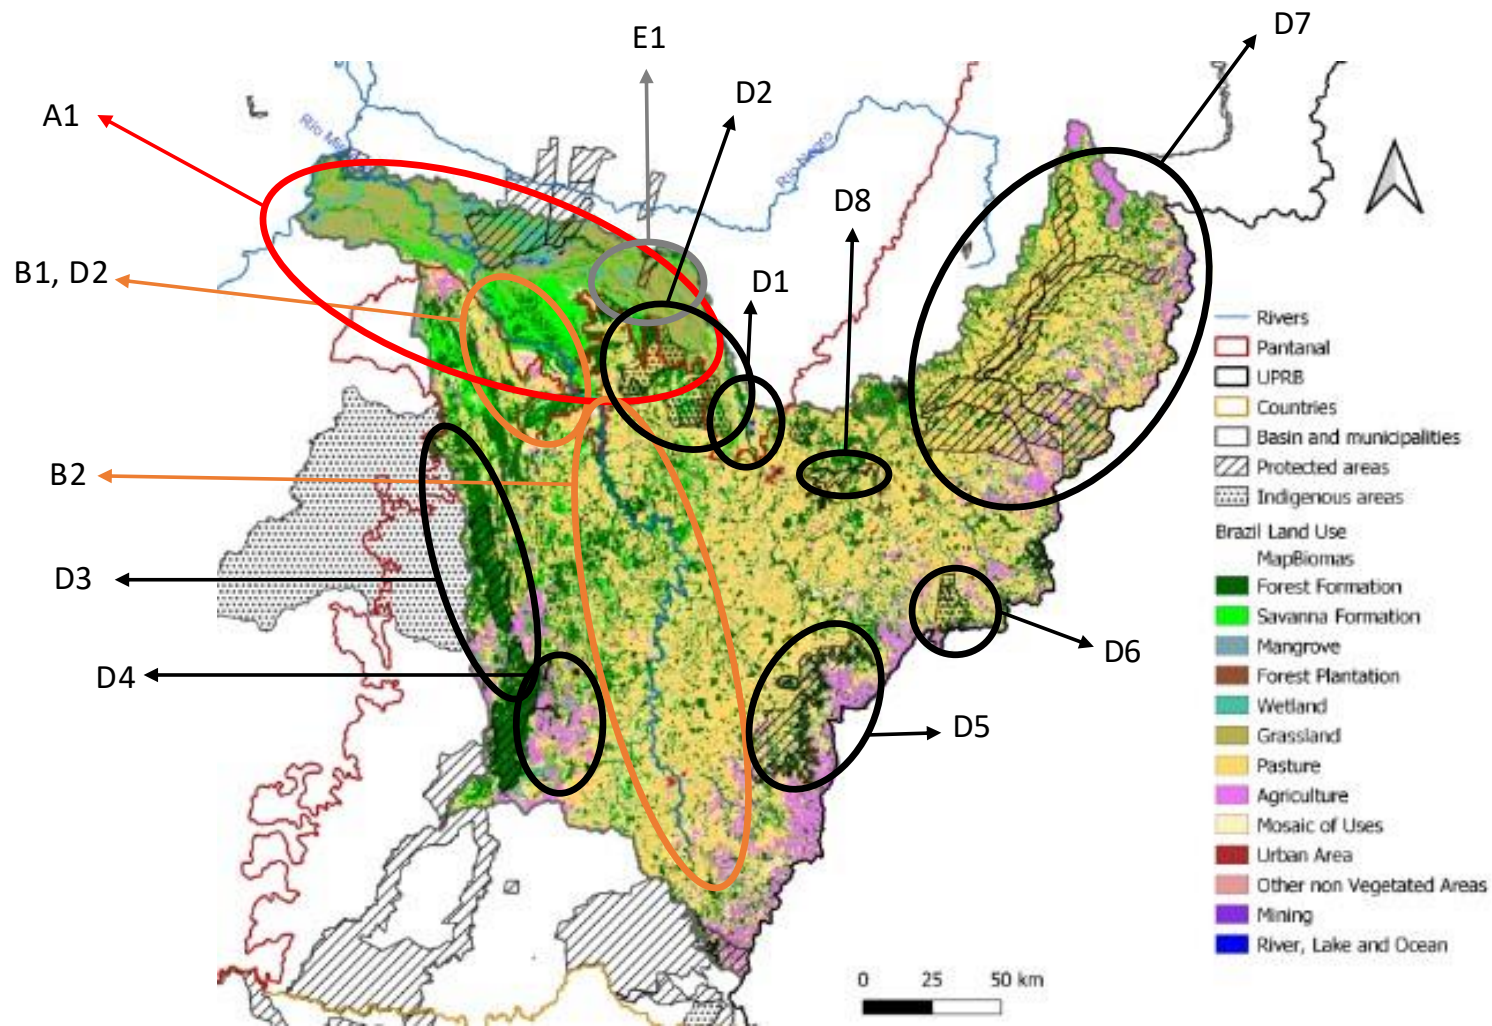 D7
E1
D2
A1
Río Negro
D8
B1, D2
D1
Rivers
Pantanal
UPRB
Countries
Basin and municipalities
Protected areas
Indigenous areas
Brazil Land Use
MapBiomas
Forest Formation
Savanna Formation
Mangrove
Forest Plantation
Wetland
Grassland
Pasture
Agriculture
Mosaic of Uses
Urban Area
Other non Vegetated Areas
Mining
River, Lake and Ocean
B2
D3
D6
D4
D5
0 25 50 km